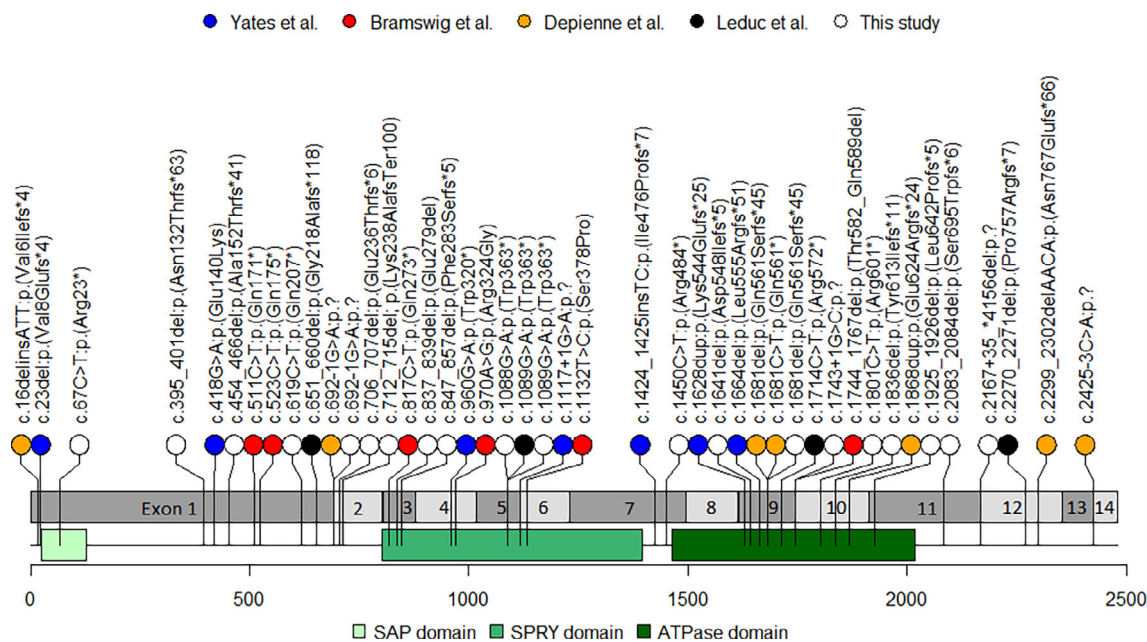 Yates et al. Bramswig et al. Depienne et al. Leduc et al. This study
c.16delinsATT:p.(Val6Ilefs*4)
c.23del:p.(Val8Glufs*4)
c.67C>T:p.(Arg23*)
c.395_401del:p.(Asn132Thrfs*63)
c.418G>A:p.(Glu140Lys)
c.454_466del:p.(Ala152Thrfs*41)
c.511C>T:p.(Gln171*)
c.523C>T:p.(Gln175*)
c.619C>T:p.(Gln207*)
c.651_660del:p.(Gly218Alafs*118)
c.692-1G>A:p.?
c.692-1G>A:p.?
c.706_707del:p.(Glu236Thrfs*6)
c.712_715del:p.(Lys238AlafsTer100)
c.817C>T:p.(Gln273*)
c.837_839del:p.(Glu279del)
c.847_857del:p.(Phe283Serfs*5)
c.960G>A:p.(Trp320*)
c.970A>G:p.(Arg324Gly)
c.1088G>A:p.(Trp363*)
c.1089G>A:p.(Trp363*)
c.1089G>A:p.(Trp363*)
c.1117+1G>A:p.?
c.1132T>C:p.(Ser378Pro)
c.1424_1425insTC:p.(Ile476Profs*7)
c.1450C>T:p.(Arg484*)
c.1628dup:p.(Lys544Glufs*25)
c.1641del:p.(Asp548Ilefs*5)
c.1664del:p.(Leu555Argfs*51)
c.1681del:p.(Gln561Serfs*45)
c.1681C>T:p.(Gln561*)
c.1681del:p.(Gln561Serfs*45)
c.1714C>T:p.(Arg572*)
c.1743+1G>C:p.?
c.1744_1767del:p.(Thr582_Gln589del)
c.1801C>T:p.(Arg601*)
c.1836del:p.(Tyr613Ilefs*11)
c.1868dup:p.(Glu624Argfs*24)
c.1925_1926del:p.(Leu642Profs*5)
c.2083_2084del:p.(Ser695Trpfs*6)
c.2167+35_*4156del:p.?
c.2270_2271del:p.(Pro757Argfs*7)
c.2299_2302delAACA:p.(Asn767Glufs*66)
c.2425-3C>A:p.?
Exon 1 2 3 4 5 6 7 8 9 10 11 12 13 14
0 500 1000 1500 2000 2500
SAP domain SPRY domain ATPase domain